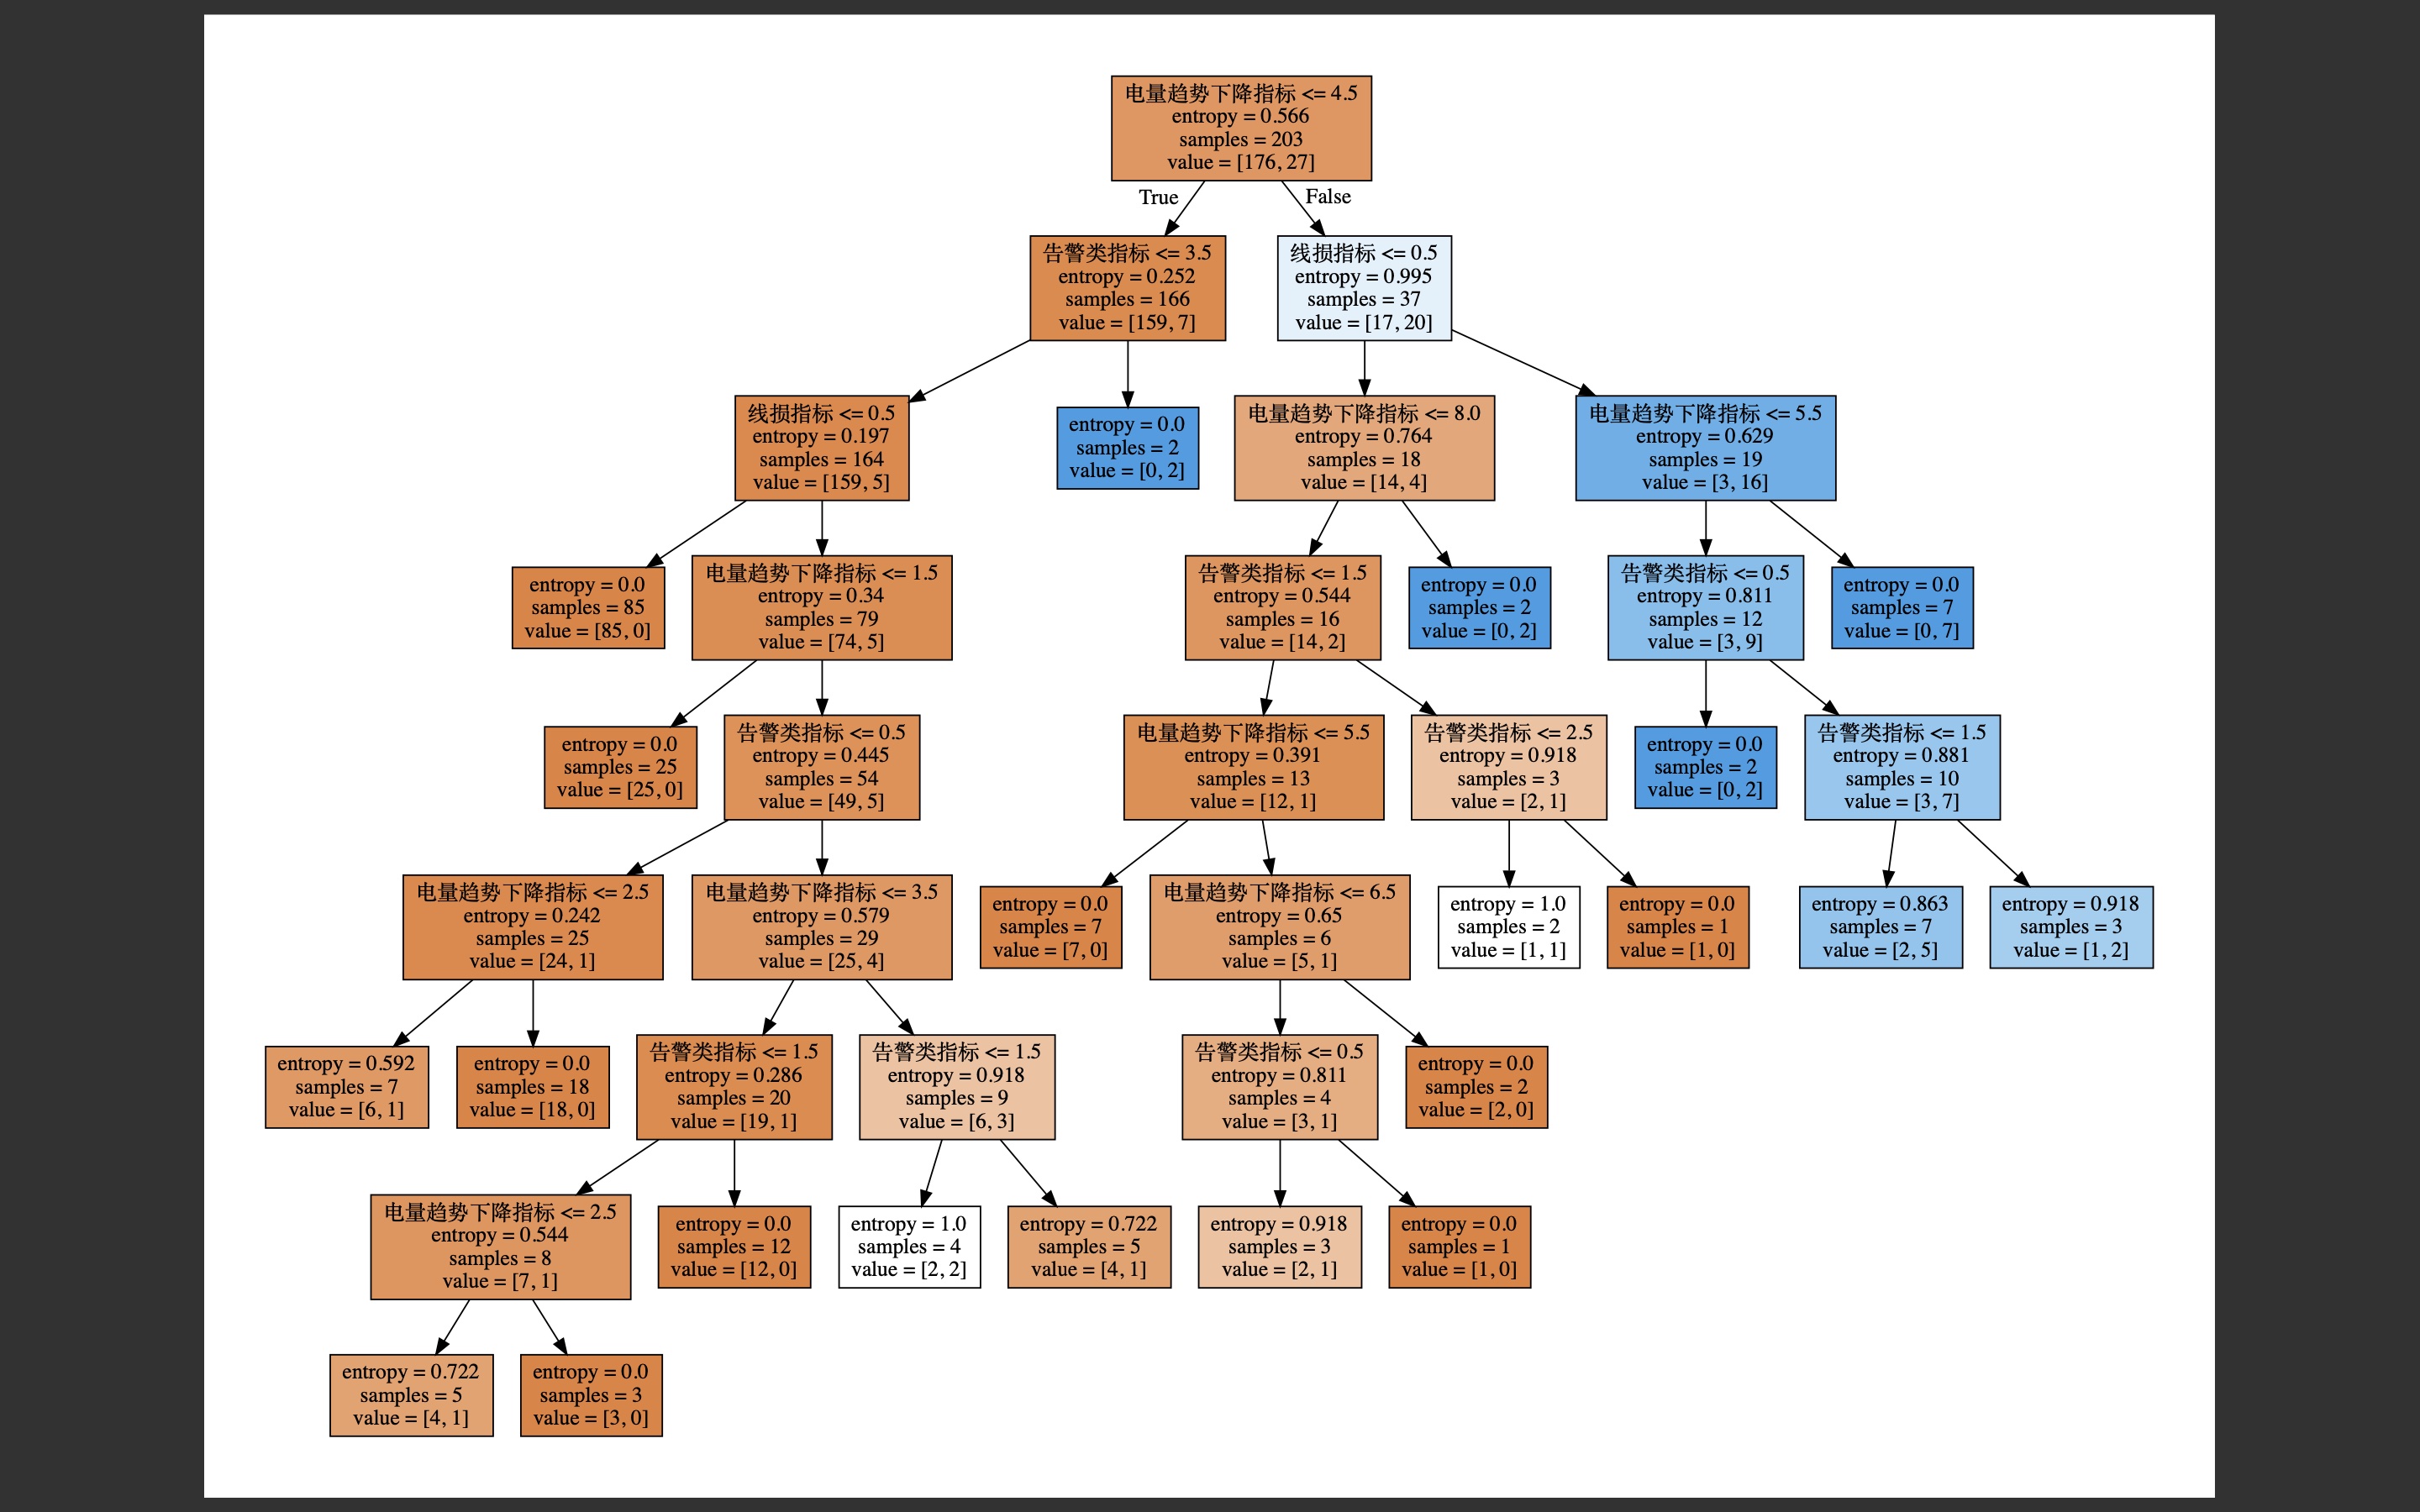 电量趋势下降指标 <= 4.5
entropy = 0.566
samples = 203
value = [176, 27]
True
False
告警类指标 <= 3.5
entropy = 0.252
samples = 166
value = [159, 7]
线损指标 <= 0.5
entropy = 0.995
samples = 37
value = [17, 20]
线损指标 <= 0.5
entropy = 0.197
samples = 164
value = [159, 5]
entropy = 0.0
samples = 2
value = [0, 2]
电量趋势下降指标 <= 8.0
entropy = 0.764
samples = 18
value = [14, 4]
电量趋势下降指标 <= 5.5
entropy = 0.629
samples = 19
value = [3, 16]
entropy = 0.0
samples = 85
value = [85, 0]
电量趋势下降指标 <= 1.5
entropy = 0.34
samples = 79
value = [74, 5]
告警类指标 <= 1.5
entropy = 0.544
samples = 16
value = [14, 2]
entropy = 0.0
samples = 2
value = [0, 2]
告警类指标 <= 0.5
entropy = 0.811
samples = 12
value = [3, 9]
entropy = 0.0
samples = 7
value = [0, 7]
entropy = 0.0
samples = 25
value = [25, 0]
告警类指标 <= 0.5
entropy = 0.445
samples = 54
value = [49, 5]
电量趋势下降指标 <= 5.5
entropy = 0.391
samples = 13
value = [12, 1]
告警类指标 <= 2.5
entropy = 0.918
samples = 3
value = [2, 1]
entropy = 0.0
samples = 2
value = [0, 2]
告警类指标 <= 1.5
entropy = 0.881
samples = 10
value = [3, 7]
电量趋势下降指标 <= 2.5
entropy = 0.242
samples = 25
value = [24, 1]
电量趋势下降指标 <= 3.5
entropy = 0.579
samples = 29
value = [25, 4]
entropy = 0.0
samples = 7
value = [7, 0]
电量趋势下降指标 <= 6.5
entropy = 0.65
samples = 6
value = [5, 1]
entropy = 1.0
samples = 2
value = [1, 1]
entropy = 0.0
samples = 1
value = [1, 0]
entropy = 0.863
samples = 7
value = [2, 5]
entropy = 0.918
samples = 3
value = [1, 2]
entropy = 0.592
samples = 7
value = [6, 1]
entropy = 0.0
samples = 18
value = [18, 0]
告警类指标 <= 1.5
entropy = 0.286
samples = 20
value = [19, 1]
告警类指标 <= 1.5
entropy = 0.918
samples = 9
value = [6, 3]
告警类指标 <= 0.5
entropy = 0.811
samples = 4
value = [3, 1]
entropy = 0.0
samples = 2
value = [2, 0]
电量趋势下降指标 <= 2.5
entropy = 0.544
samples = 8
value = [7, 1]
entropy = 0.0
samples = 12
value = [12, 0]
entropy = 1.0
samples = 4
value = [2, 2]
entropy = 0.722
samples = 5
value = [4, 1]
entropy = 0.918
samples = 3
value = [2, 1]
entropy = 0.0
samples = 1
value = [1, 0]
entropy = 0.722
samples = 5
value = [4, 1]
entropy = 0.0
samples = 3
value = [3, 0]